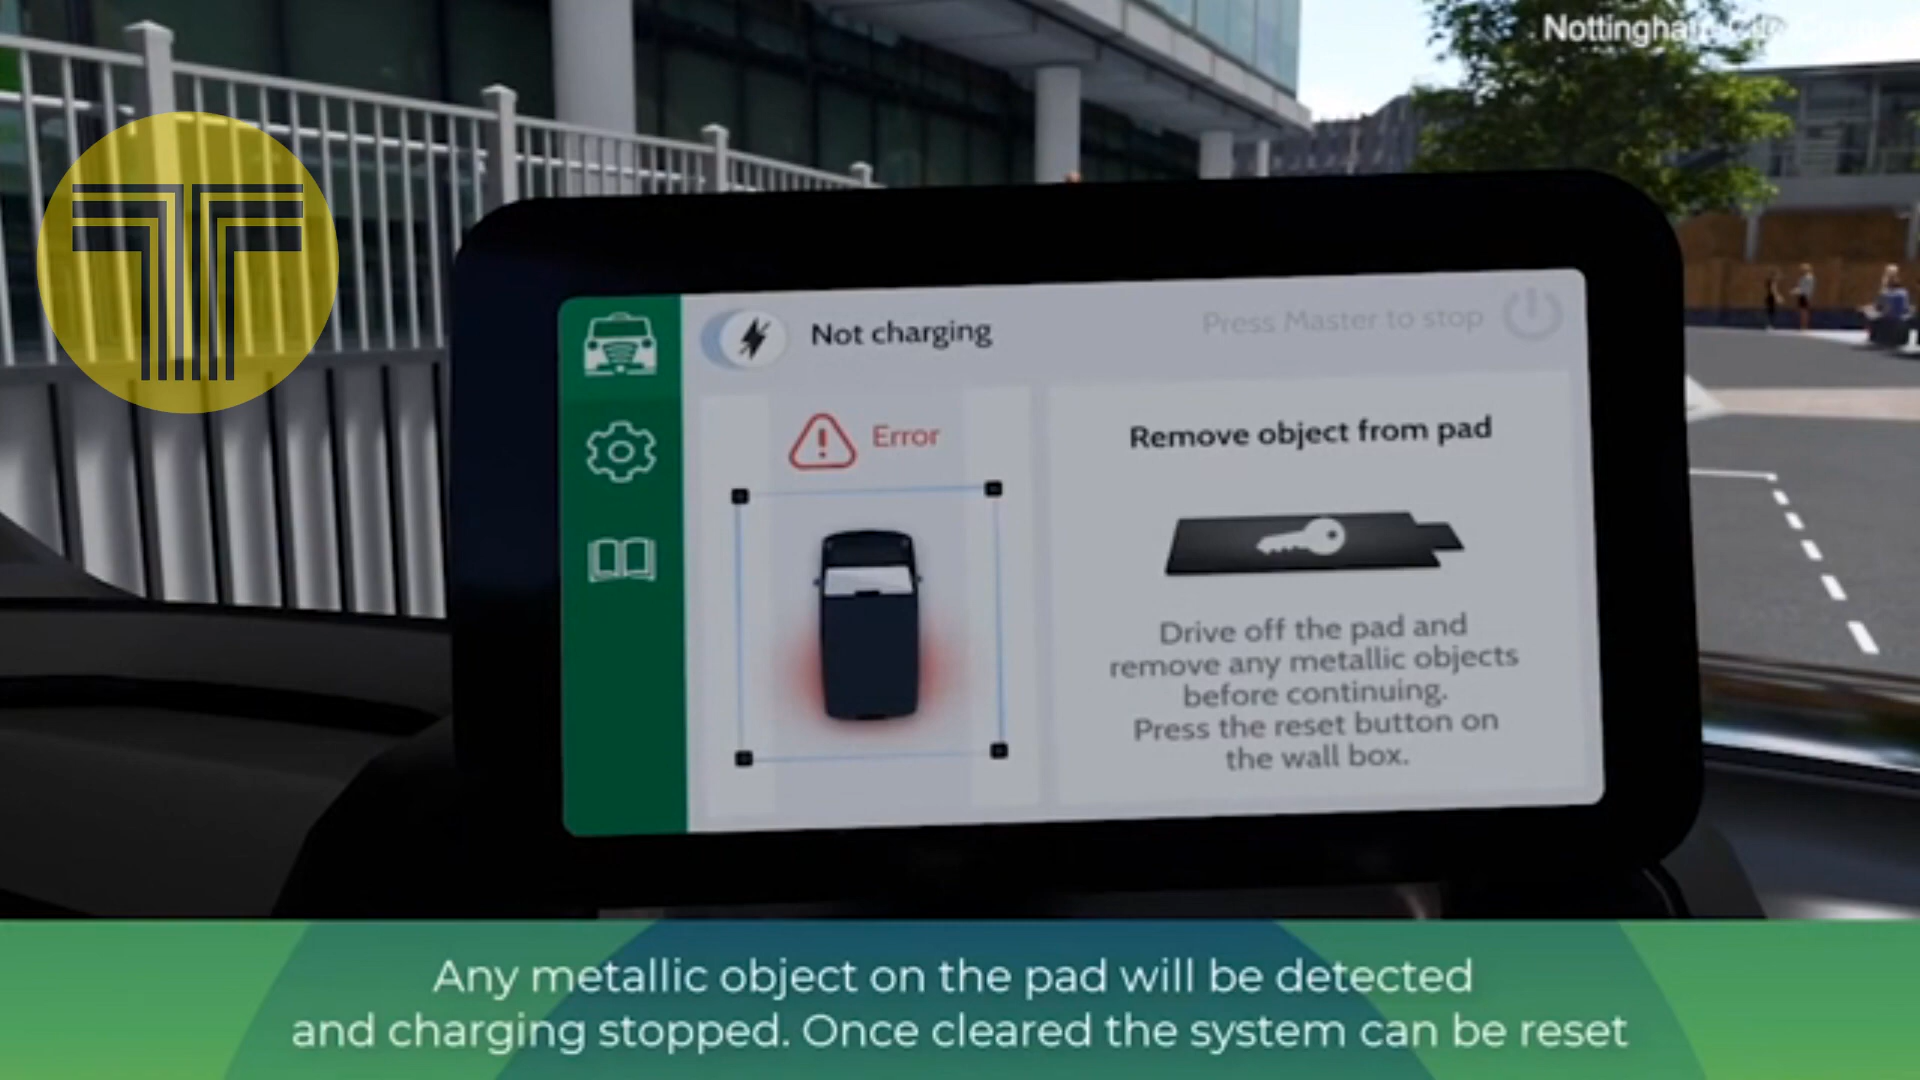 Nottingham
Not charging
Press Master to stop
Error
Remove object from pad
Drive off the pad and
remove any metallic objects
before continuing.
Press the reset button on
the wall box.
Any metallic object on the pad will be detected
and charging stopped. Once cleared the system can be reset